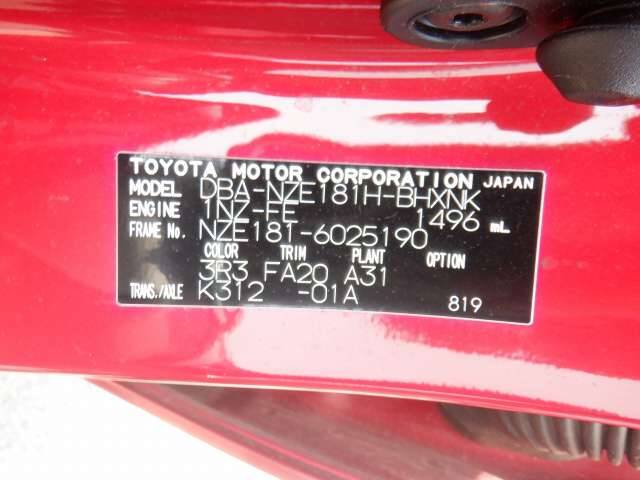 TOYOTA MOTOR CORPORATION JAPAN
MODEL DBA-NZE181H-BHXNK
ENGINE 1NZ-FE 1496 mL
FRAME No. NZE181-6025190
COLOR TRIM PLANT OPTION
3R3 FA20 A31
TRANS./AXLE K312 -01A 819